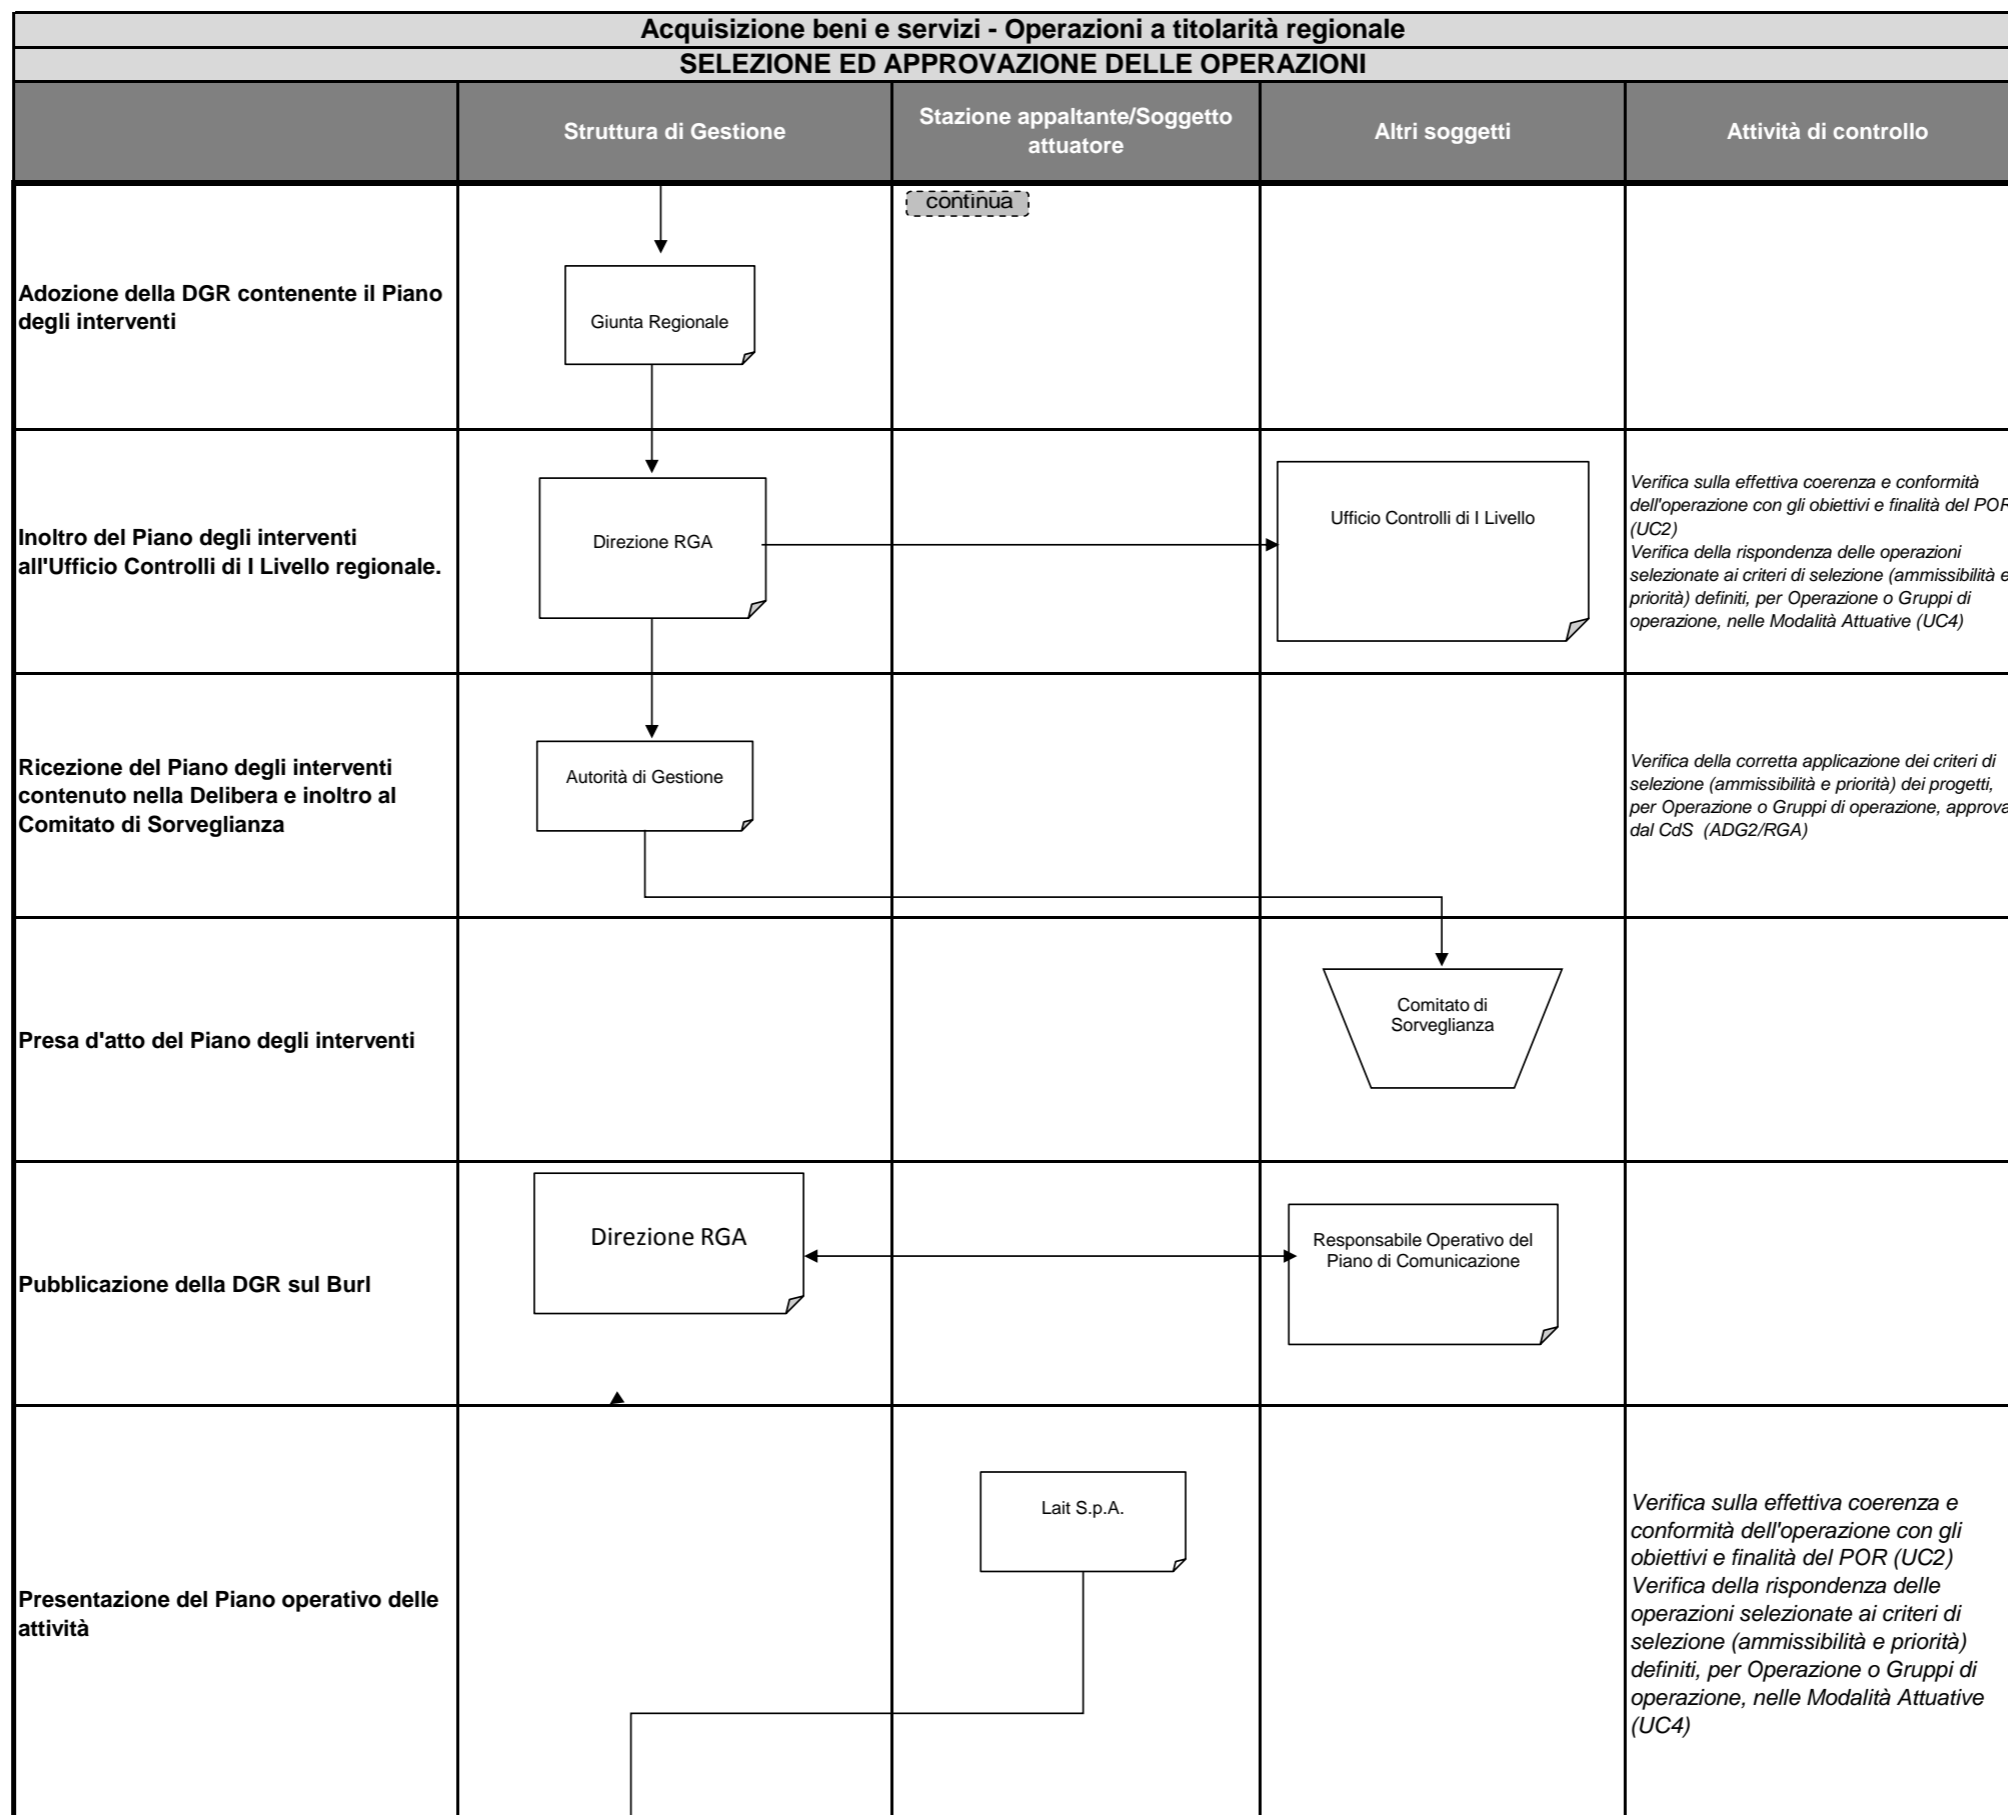 Acquisizione beni e servizi - Operazioni a titolarità regionale
SELEZIONE ED APPROVAZIONE DELLE OPERAZIONI
Struttura di Gestione
Stazione appaltante/Soggetto
attuatore
Altri soggetti
Attività di controllo
continua
Adozione della DGR contenente il Piano
degli interventi
Giunta Regionale
Inoltro del Piano degli interventi
all'Ufficio Controlli di I Livello regionale.
Direzione RGA
Ufficio Controlli di I Livello
Verifica sulla effettiva coerenza e conformità
dell'operazione con gli obiettivi e finalità del POR
(UC2)
Verifica della rispondenza delle operazioni
selezionate ai criteri di selezione (ammissibilità e
priorità) definiti, per Operazione o Gruppi di
operazione, nelle Modalità Attuative (UC4)
Ricezione del Piano degli interventi
contenuto nella Delibera e inoltro al
Comitato di Sorveglianza
Autorità di Gestione
Verifica della corretta applicazione dei criteri di
selezione (ammissibilità e priorità) dei progetti,
per Operazione o Gruppi di operazione, approva
dal CdS (ADG2/RGA)
Presa d'atto del Piano degli interventi
Comitato di
Sorveglianza
Pubblicazione della DGR sul Burl
Direzione RGA
Responsabile Operativo del
Piano di Comunicazione
Presentazione del Piano operativo delle
attività
Lait S.p.A.
Verifica sulla effettiva coerenza e
conformità dell'operazione con gli
obiettivi e finalità del POR (UC2)
Verifica della rispondenza delle
operazioni selezionate ai criteri di
selezione (ammissibilità e priorità)
definiti, per Operazione o Gruppi di
operazione, nelle Modalità Attuative
(UC4)